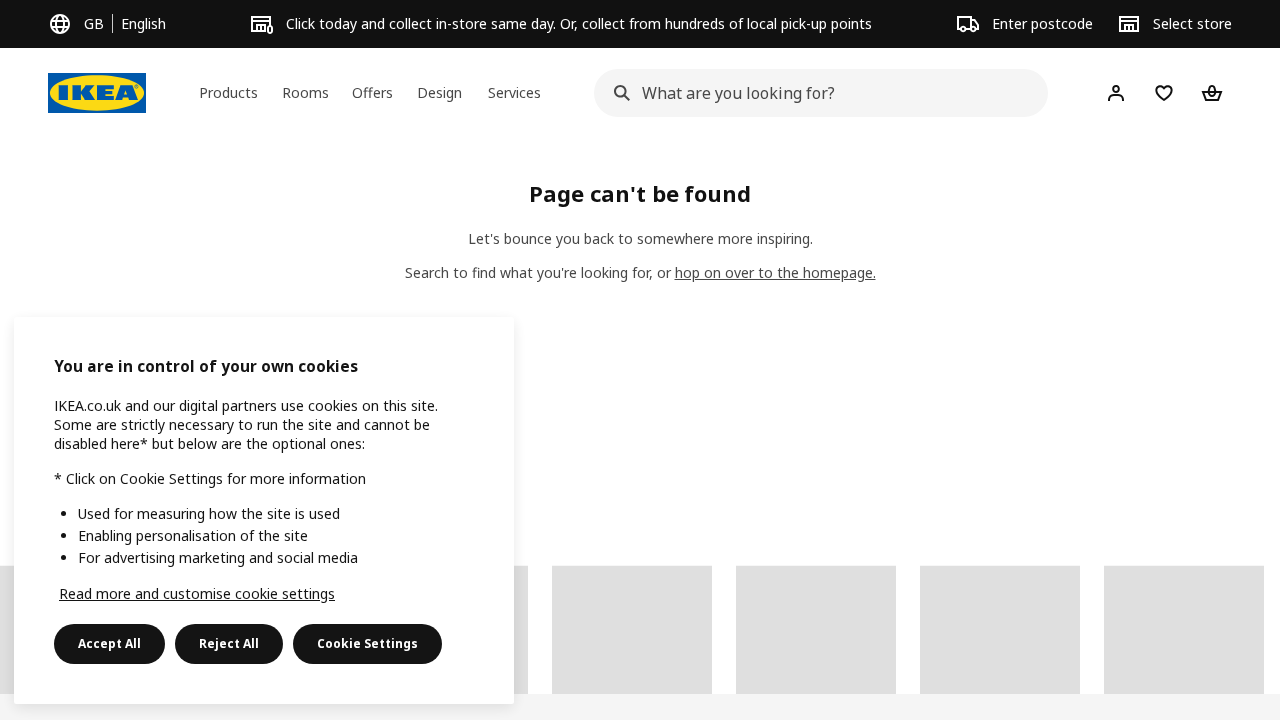 GB English
Click today and collect in-store same day. Or, collect from hundreds of local pick-up points
Enter postcode
Select store
IKEA
Products Rooms Offers Design Services
What are you looking for?
Page can't be found
Let's bounce you back to somewhere more inspiring.
Search to find what you're looking for, or hop on over to the homepage.
You are in control of your own cookies
IKEA.co.uk and our digital partners use cookies on this site.
Some are strictly necessary to run the site and cannot be
disabled here* but below are the optional ones:
* Click on Cookie Settings for more information
• Used for measuring how the site is used
• Enabling personalisation of the site
• For advertising marketing and social media
Read more and customise cookie settings
Accept All Reject All Cookie Settings